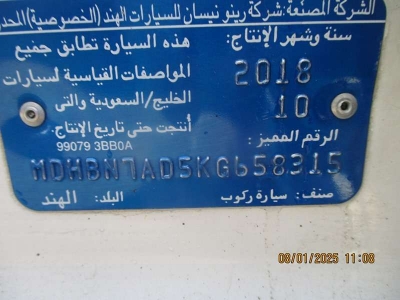 الشركة المصنعة: شركة رينو نيسان للسيارات الهند (الخصوصية) المحد
سنة وشهر الإنتاج: هذه السيارة تطابق جميع
2018 المواصفات القياسية لسيارات
10 الخليج/السعودية والتي
أنتجت حتى تاريخ الإنتاج.
الرقم المميز: 99079 3BB0A
MDHBN7AD5KG658315
صنف: سيارة ركوب البلد: الهند
08/01/2025 08:13